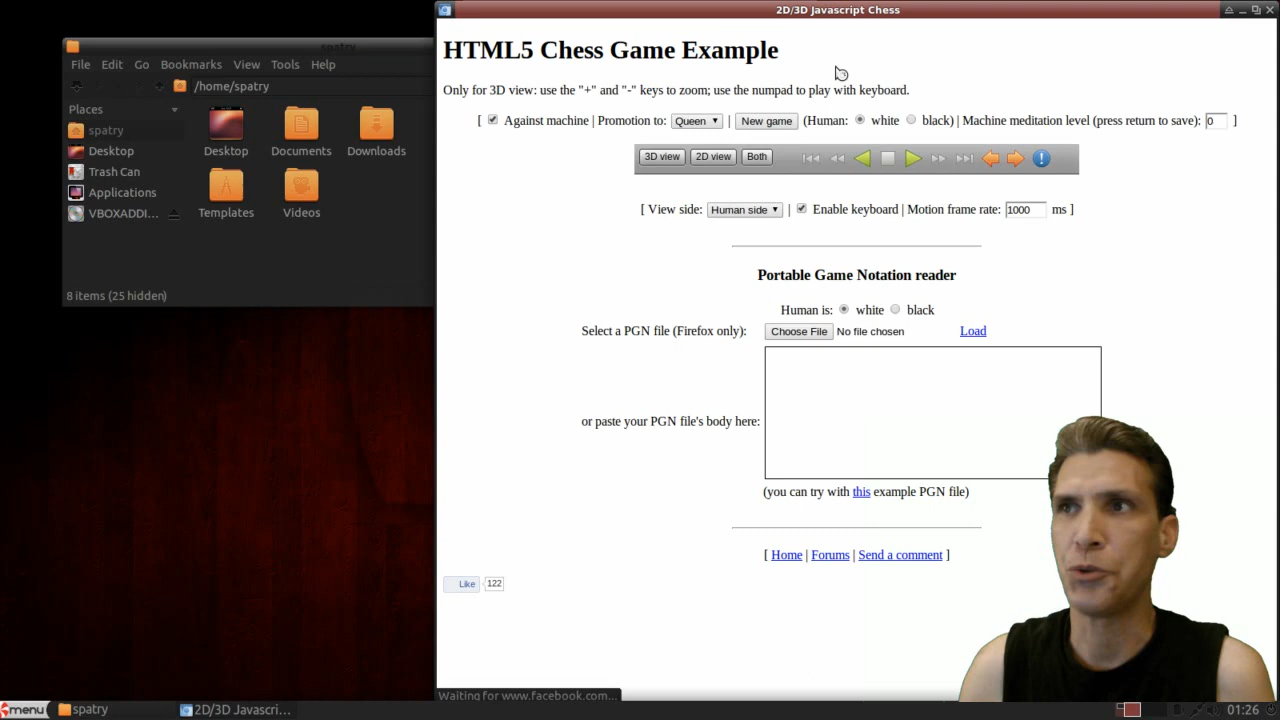 2D/3D Javascript Chess
spatry
File Edit Go Bookmarks View Tools Help
/home/spatry
Places
spatry
Desktop
Trash Can
Applications
VBOXADDI...
Desktop
Documents
Downloads
Templates
Videos
8 items (25 hidden)
HTML5 Chess Game Example
Only for 3D view: use the "+" and "-" keys to zoom; use the numpad to play with keyboard.
[ Against machine | Promotion to: Queen | New game (Human: white black) | Machine meditation level (press return to save): 0 ]
3D view 2D view Both
[ View side: Human side | Enable keyboard | Motion frame rate: 1000 ms ]
Portable Game Notation reader
Human is: white black
Select a PGN file (Firefox only): Choose File No file chosen Load
or paste your PGN file's body here:
(you can try with this example PGN file)
[ Home | Forums | Send a comment ]
Like 122
Waiting for www.facebook.com...
menu spatry 2D/3D Javascri... 01:26